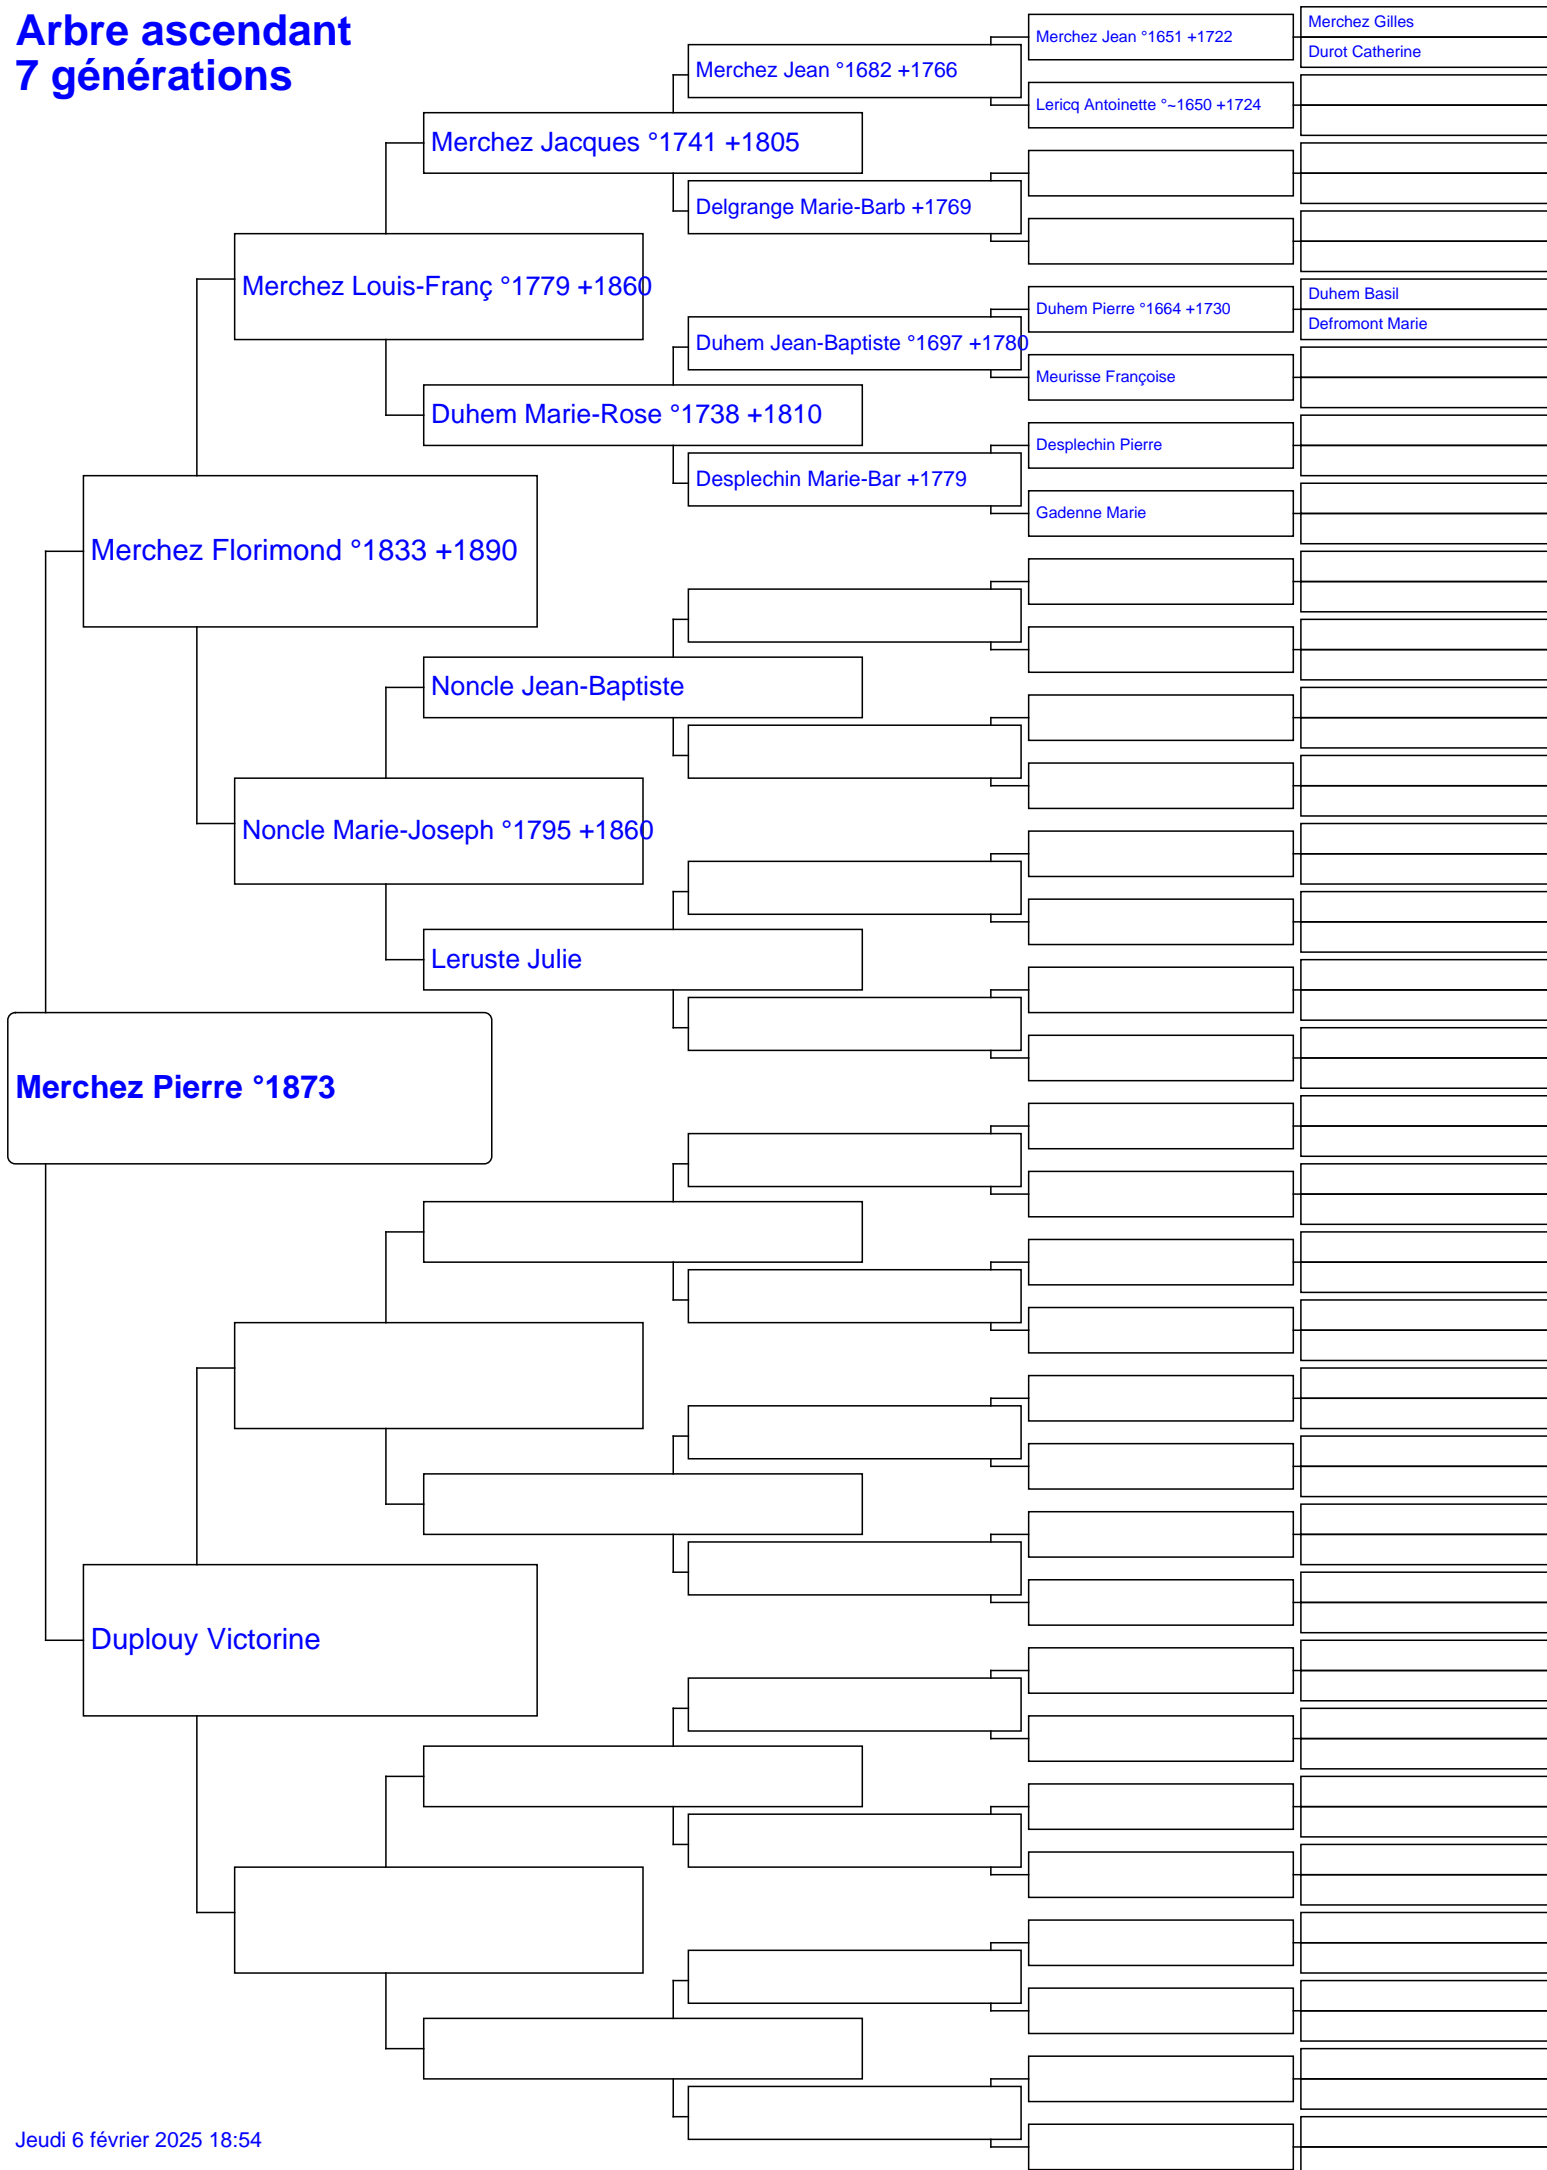 Arbre ascendant
7 générations
Merchez Pierre °1873
Merchez Florimond °1833 +1890
Duplouy Victorine
Merchez Louis-Franç °1779 +1860
Noncle Marie-Joseph °1795 +1860
Merchez Jacques °1741 +1805
Duhem Marie-Rose °1738 +1810
Noncle Jean-Baptiste
Leruste Julie
Merchez Jean °1682 +1766
Delgrange Marie-Barb +1769
Duhem Jean-Baptiste °1697 +1780
Desplechin Marie-Bar +1779
Merchez Jean °1651 +1722
Lericq Antoinette °~1650 +1724
Duhem Pierre °1664 +1730
Meurisse Françoise
Desplechin Pierre
Gadenne Marie
Merchez Gilles
Durot Catherine
Duhem Basil
Defromont Marie
Jeudi 6 février 2025 18:54